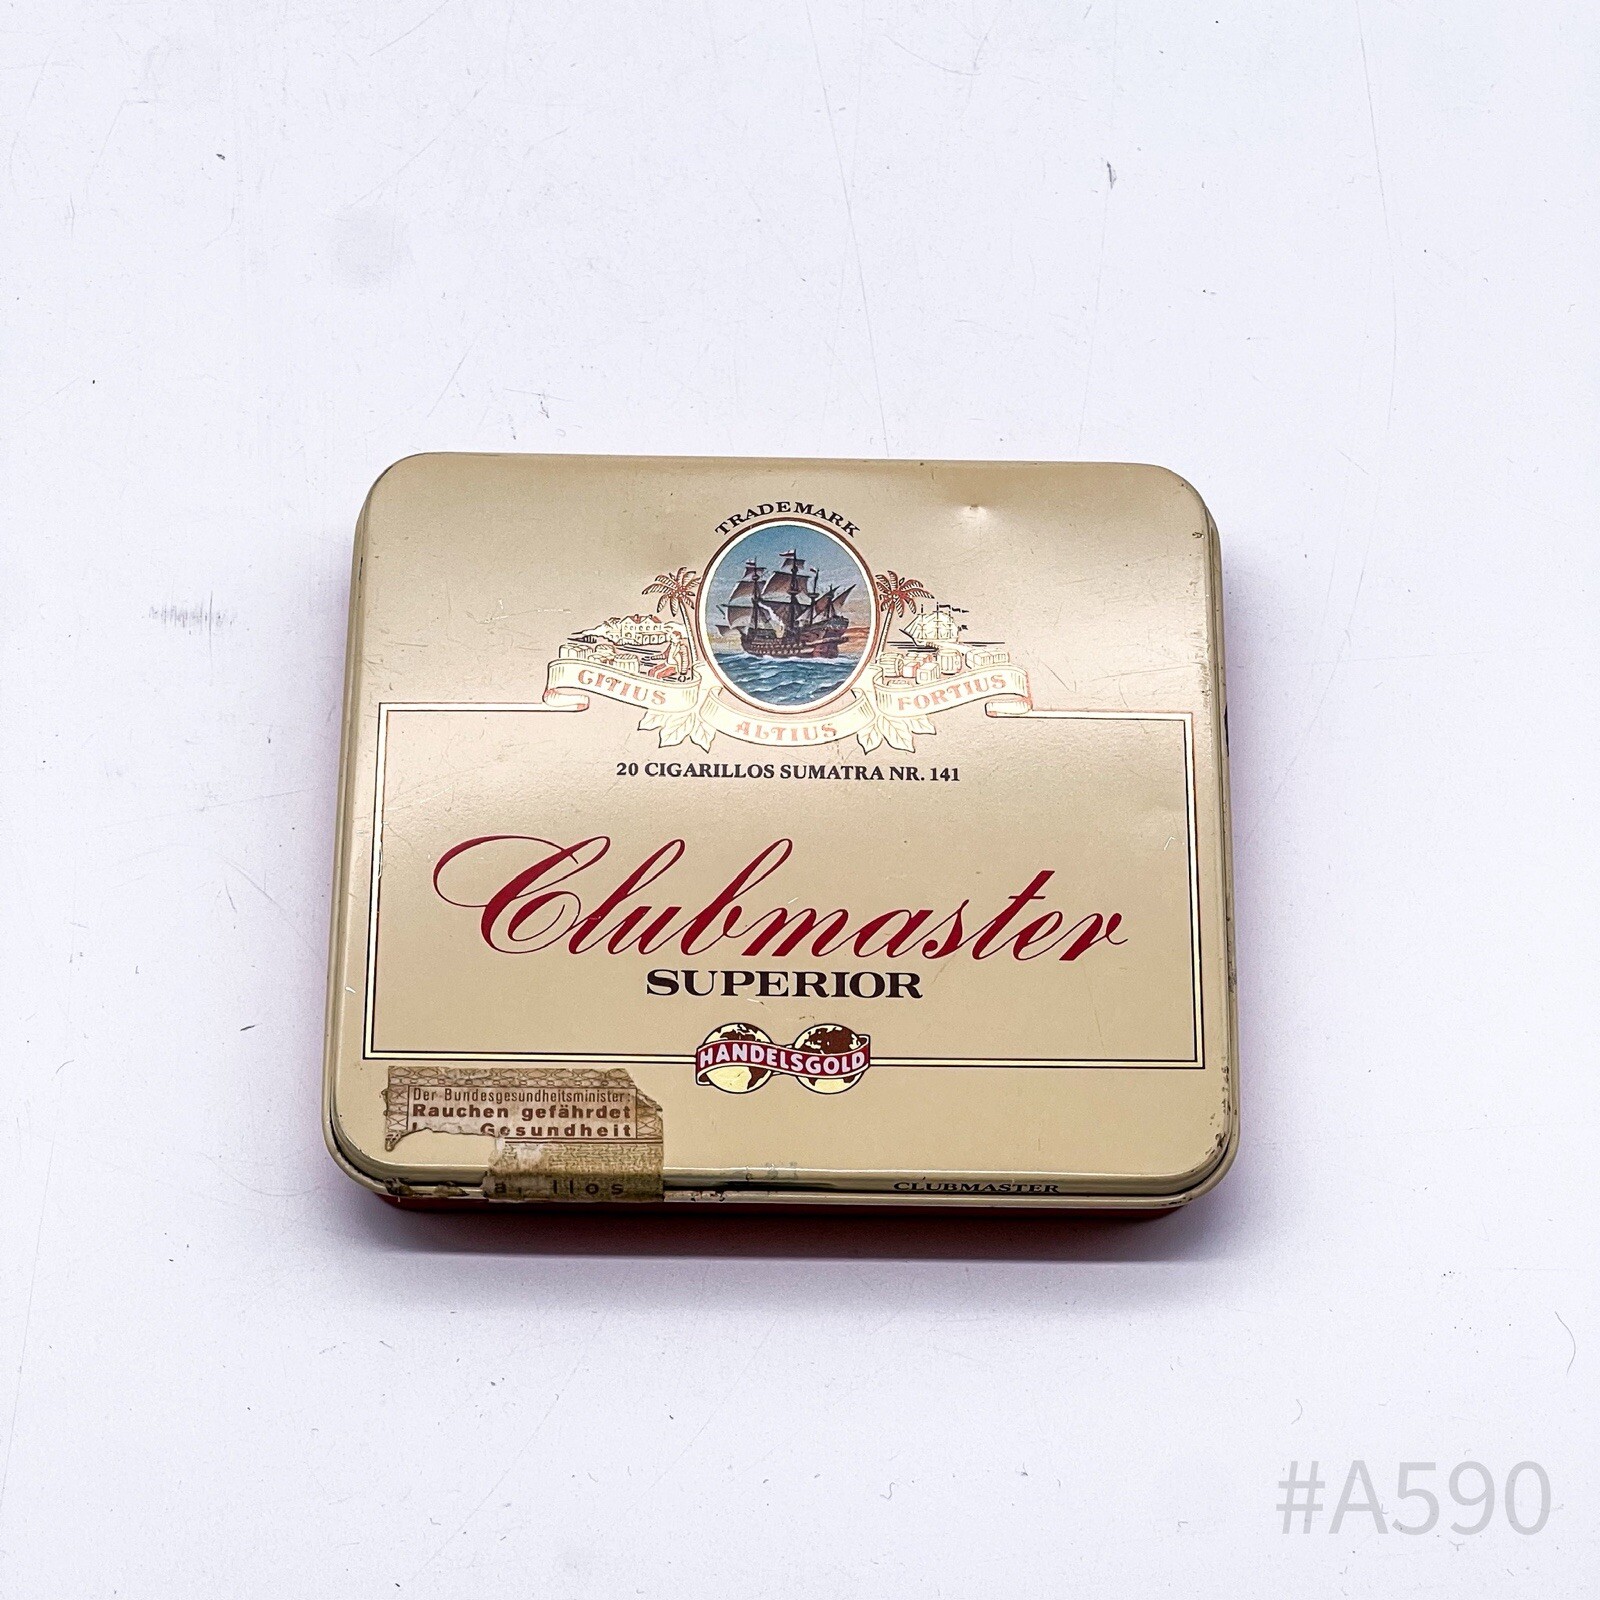 TRADEMARK
CITIUS ALTIUS FORTIUS
20 CIGARILLOS SUMATRA NR. 141
Clubmaster
SUPERIOR
HANDELSGOLD
Der Bundesgesundheitsminister:
Rauchen gefährdet
Gesundheit
CLUBMASTER
#A590